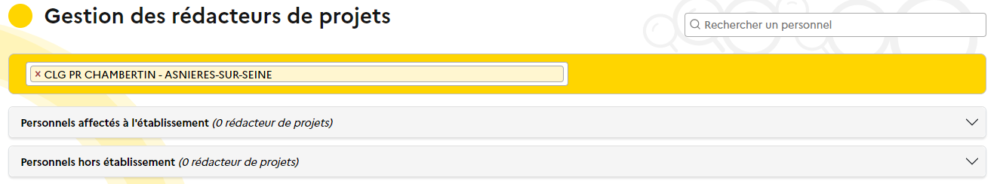 Gestion des rédacteurs de projets
Rechercher un personnel
× CLG PR CHAMBERTIN - ASNIERES-SUR-SEINE
Personnels affectés à l'établissement (0 rédacteur de projets)
Personnels hors établissement (0 rédacteur de projets)